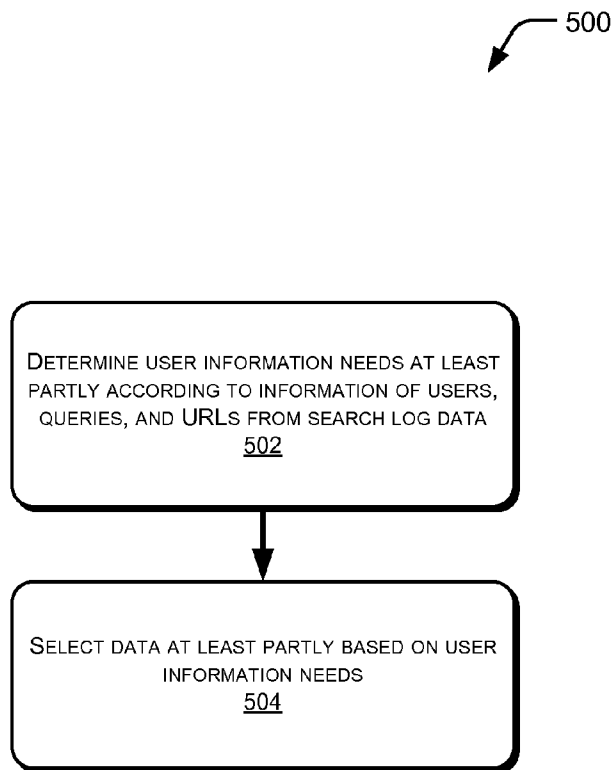 500
DETERMINE USER INFORMATION NEEDS AT LEAST
PARTLY ACCORDING TO INFORMATION OF USERS,
QUERIES, AND URLS FROM SEARCH LOG DATA
502
SELECT DATA AT LEAST PARTLY BASED ON USER
INFORMATION NEEDS
504